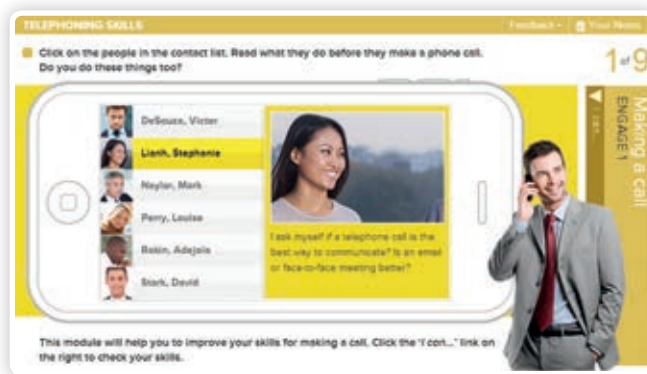 TELEPHONING SKILLS
Feedback
Your Name
Click on the people in the contact list. Read what they do before they make a phone call.
Do you do these things too?
1 of 9
DeSouza, Victor
Lianh, Stephanie
Naylor, Mark
Perry, Louise
Stark, David
I ask myself if a telephone call is the
best way to communicate? Is an email
or face-to-face meeting better?
Making a call
ENGAGE 1
This module will help you to improve your skills for making a call. Click the "I can..." link on
the right to check your skills.